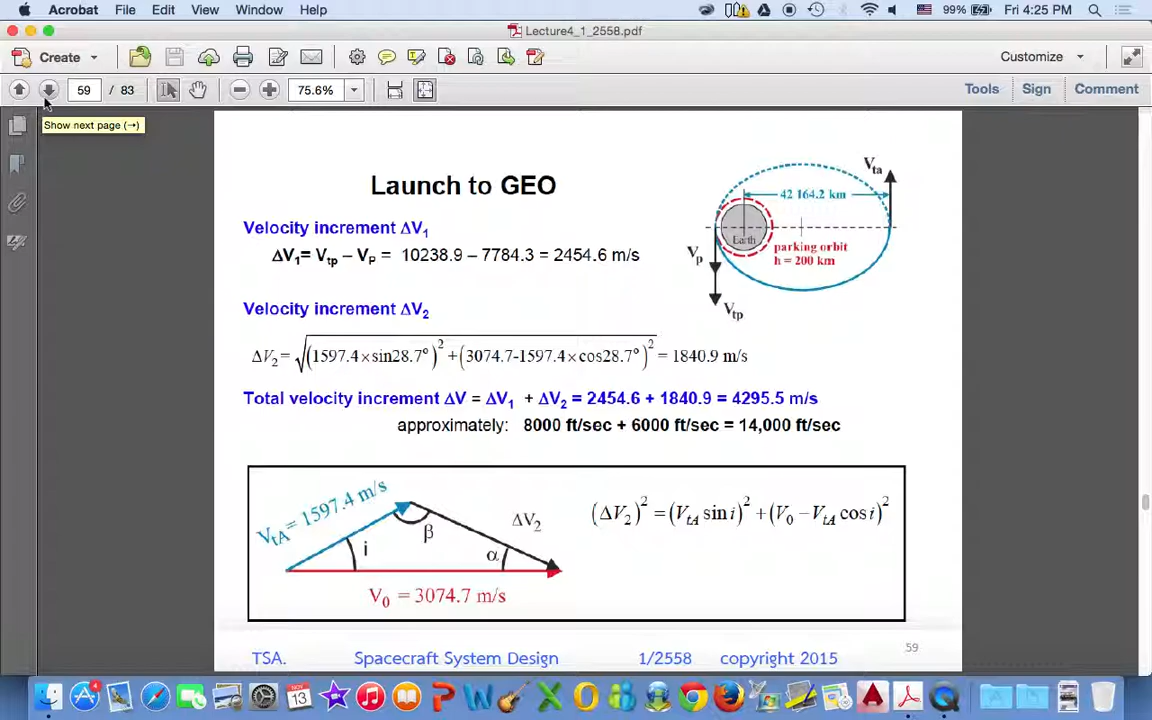 Acrobat File Edit View Window Help 99% Fri 4:25 PM
Lecture4_1_2558.pdf
Create Customize
59 / 83 75.6% Tools Sign Comment
Show next page (→)
Launch to GEO
Velocity increment ΔV1
ΔV1= Vtp – VP = 10238.9 – 7784.3 = 2454.6 m/s
Vta
42 164.2 km
Earth
parking orbit
h = 200 km
Vp
Vtp
Velocity increment ΔV2
ΔV2= √(1597.4×sin28.7°)² +(3074.7-1597.4×cos28.7°)² = 1840.9 m/s
Total velocity increment ΔV = ΔV1 + ΔV2 = 2454.6 + 1840.9 = 4295.5 m/s
approximately: 8000 ft/sec + 6000 ft/sec = 14,000 ft/sec
VtA= 1597.4 m/s
i
β
α
ΔV2
V0 = 3074.7 m/s
(ΔV2)² =(VtA sin i)² +(V0 – VtA cos i)²
59
TSA. Spacecraft System Design 1/2558 copyright 2015
NOV
13